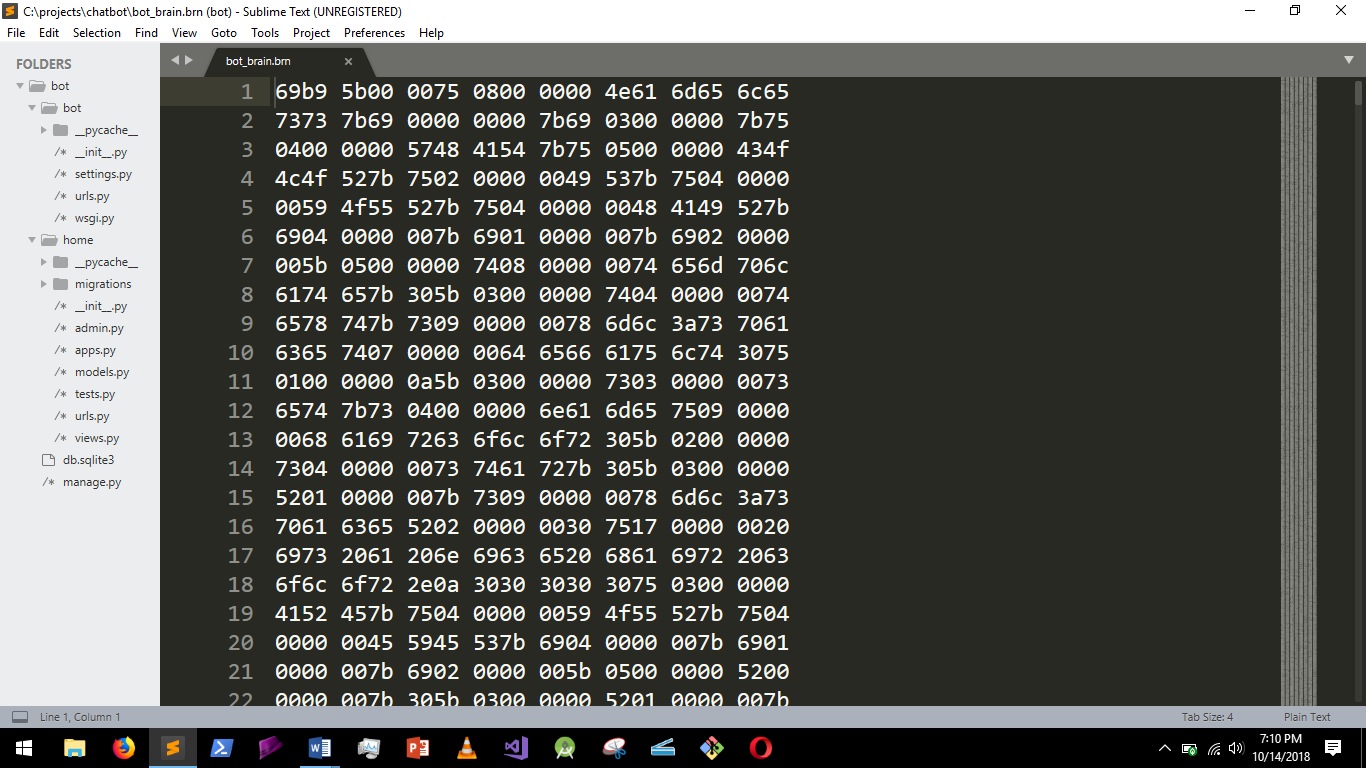 C:\projects\chatbot\bot_brain.brn (bot) - Sublime Text (UNREGISTERED)
File Edit Selection Find View Goto Tools Project Preferences Help
FOLDERS
bot
bot
__pycache__
/* __init__.py
/* settings.py
/* urls.py
/* wsgi.py
home
__pycache__
migrations
/* __init__.py
/* admin.py
/* apps.py
/* models.py
/* tests.py
/* urls.py
/* views.py
db.sqlite3
/* manage.py
bot_brain.brn
1 69b9 5b00 0075 0800 0000 4e61 6d65 6c65
2 7373 7b69 0000 0000 7b69 0300 0000 7b75
3 0400 0000 5748 4154 7b75 0500 0000 434f
4 4c4f 527b 7502 0000 0049 537b 7504 0000
5 0059 4f55 527b 7504 0000 0048 4149 527b
6 6904 0000 007b 6901 0000 007b 6902 0000
7 005b 0500 0000 7408 0000 0074 656d 706c
8 6174 657b 305b 0300 0000 7404 0000 0074
9 6578 747b 7309 0000 0078 6d6c 3a73 7061
10 6365 7407 0000 0064 6566 6175 6c74 3075
11 0100 0000 0a5b 0300 0000 7303 0000 0073
12 6574 7b73 0400 0000 6e61 6d65 7509 0000
13 0068 6169 7263 6f6c 6f72 305b 0200 0000
14 7304 0000 0073 7461 727b 305b 0300 0000
15 5201 0000 007b 7309 0000 0078 6d6c 3a73
16 7061 6365 5202 0000 0030 7517 0000 0020
17 6973 2061 206e 6963 6520 6861 6972 2063
18 6f6c 6f72 2e0a 3030 3030 3075 0300 0000
19 4152 457b 7504 0000 0059 4f55 527b 7504
20 0000 0045 5945 537b 6904 0000 007b 6901
21 0000 007b 6902 0000 005b 0500 0000 5200
22 0000 007b 305b 0300 0000 5201 0000 007b
Line 1, Column 1 Tab Size: 4 Plain Text
7:10 PM
10/14/2018